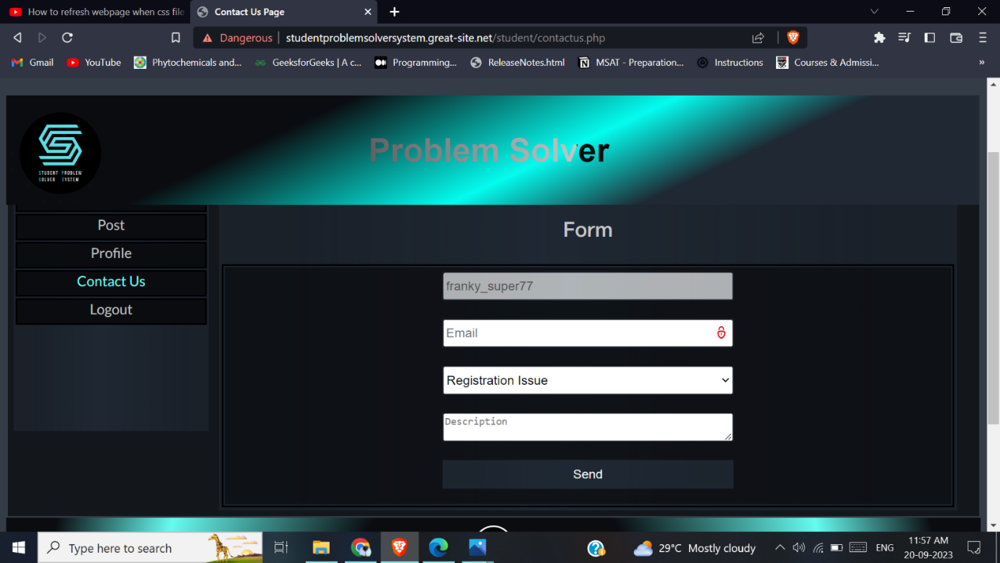 How to refresh webpage when css file
Contact Us Page
Dangerous
studentproblemsolversystem.great-site.net/student/contactus.php
Gmail
YouTube
Phytochemicals and...
GeeksforGeeks | A c...
Programming...
ReleaseNotes.html
MSAT - Preparation...
Instructions
Courses & Admissi...
»
STUDENT PROBLEM
SOLVER SYSTEM
Problem Solver
Post
Profile
Contact Us
Logout
Form
franky_super77
Email
Registration Issue
Description
Send
Type here to search
29°C Mostly cloudy
ENG
11:57 AM
20-09-2023